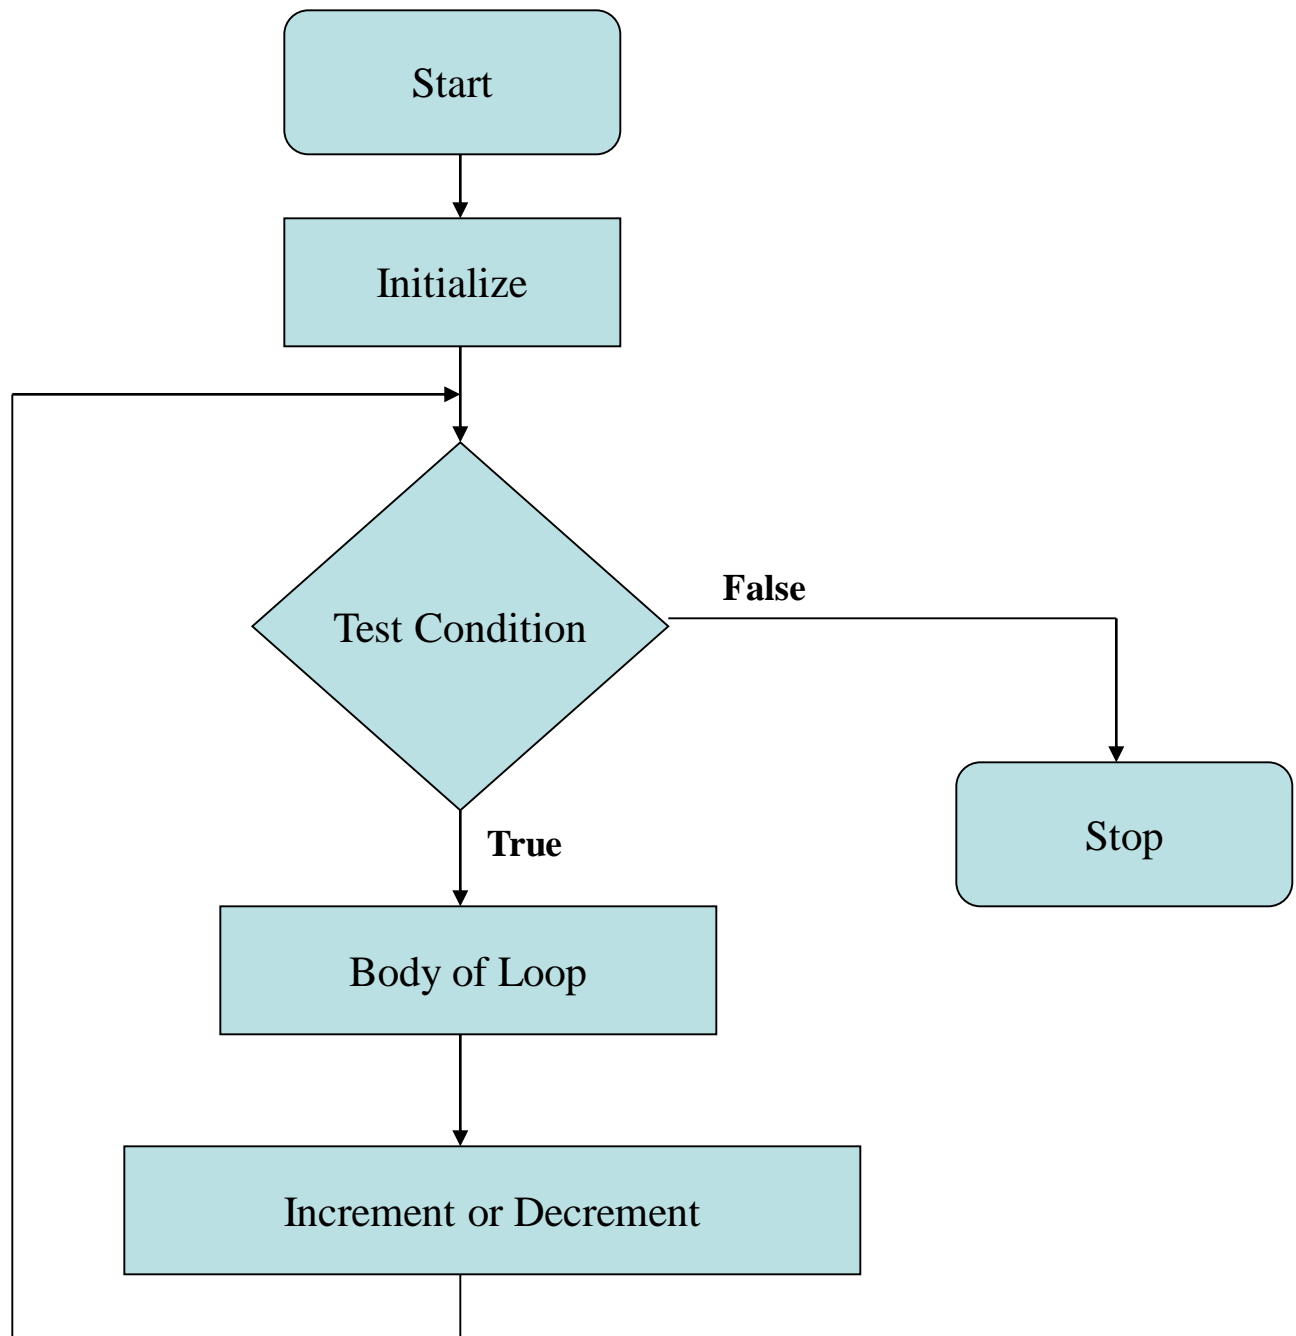 Start
Initialize
Test Condition
False
True
Stop
Body of Loop
Increment or Decrement